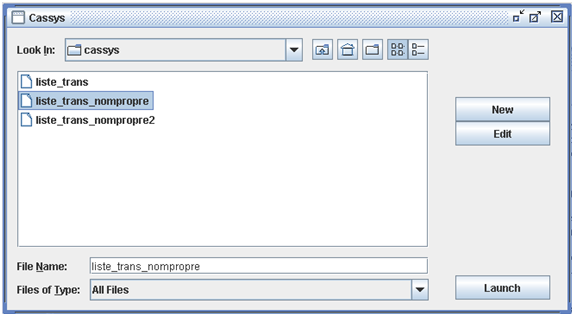 Cassys
Look In: cassys
liste_trans
liste_trans_nompropre
liste_trans_nompropre2
New
Edit
File Name: liste_trans_nompropre
Files of Type: All Files
Launch